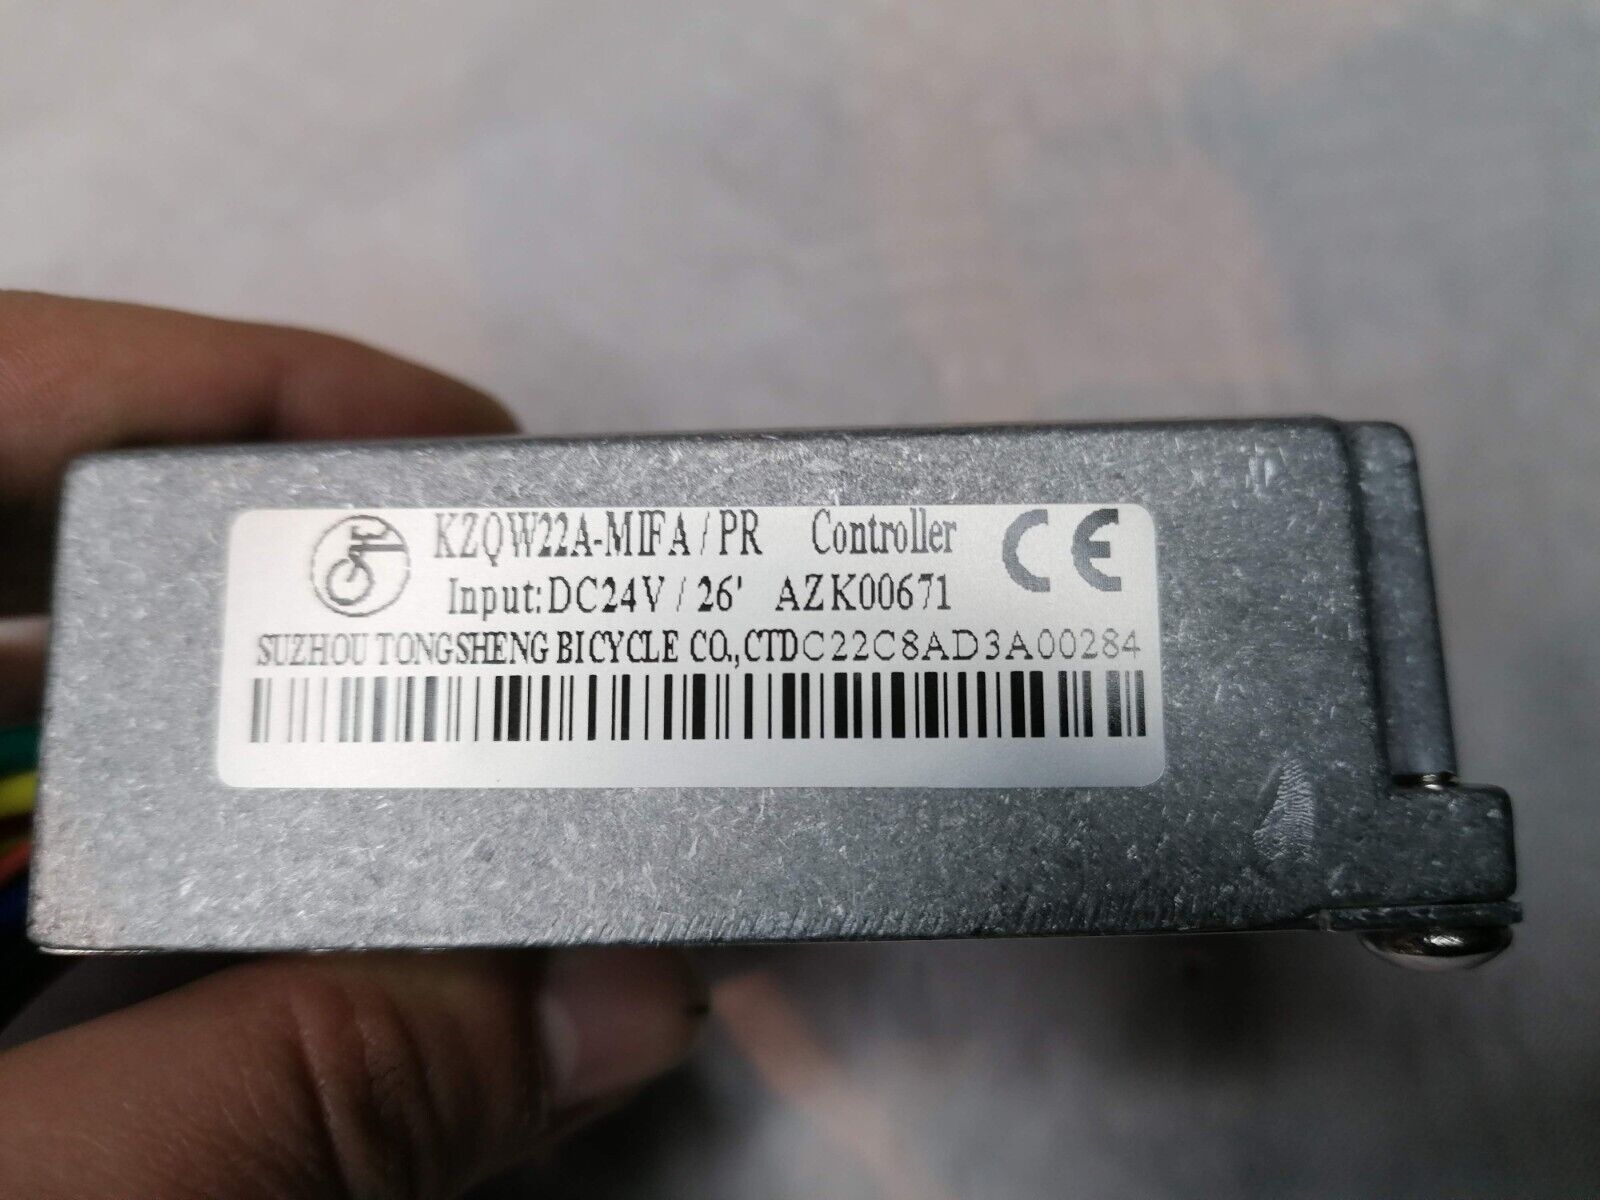 KZQW22A-MIFA / PR Controller CE
Input:DC24V / 26' AZK00671
SUZHOU TONGSHENG BICYCLE CO.,CTDC22C8AD3A00284